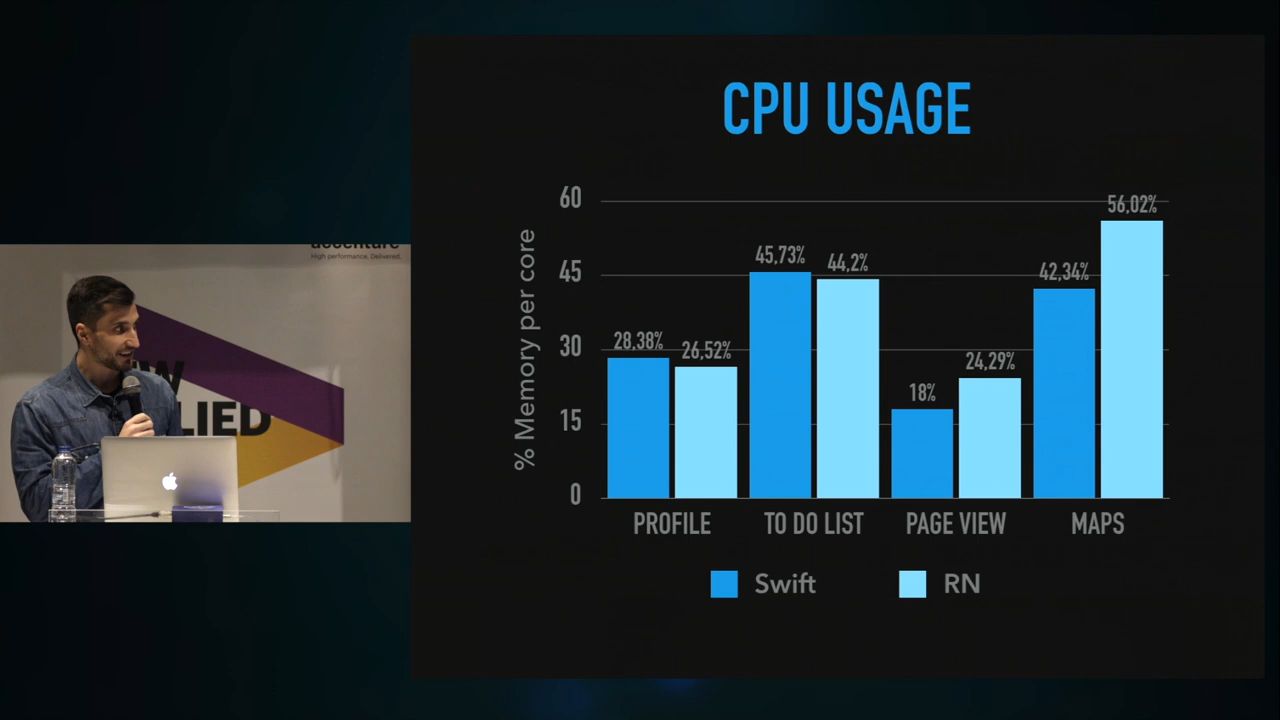 accenture
High performance. Delivered.
W
LIED
CPU USAGE
% Memory per core
60
45
30
15
0
28,38%
26,52%
45,73%
44,2%
18%
24,29%
42,34%
56,02%
PROFILE
TO DO LIST
PAGE VIEW
MAPS
Swift
RN